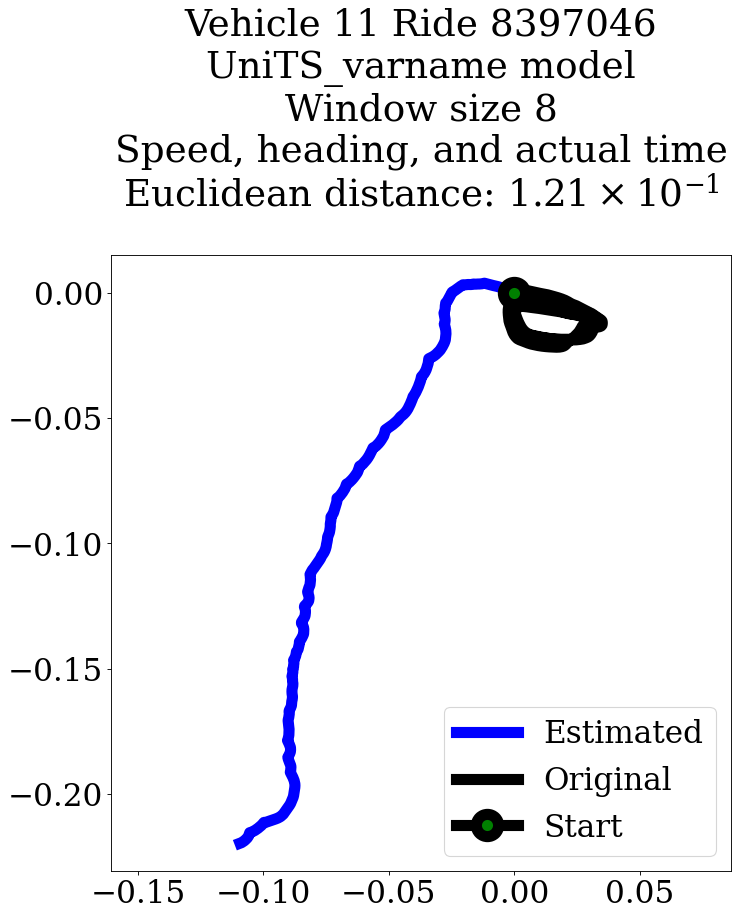 Vehicle 11 Ride 8397046
UniTS_varname model
Window size 8
Speed, heading, and actual time
Euclidean distance: 1.21 × 10⁻¹
0.00
−0.05
−0.10
−0.15
−0.20
Estimated
Original
Start
−0.15 −0.10 −0.05 0.00 0.05